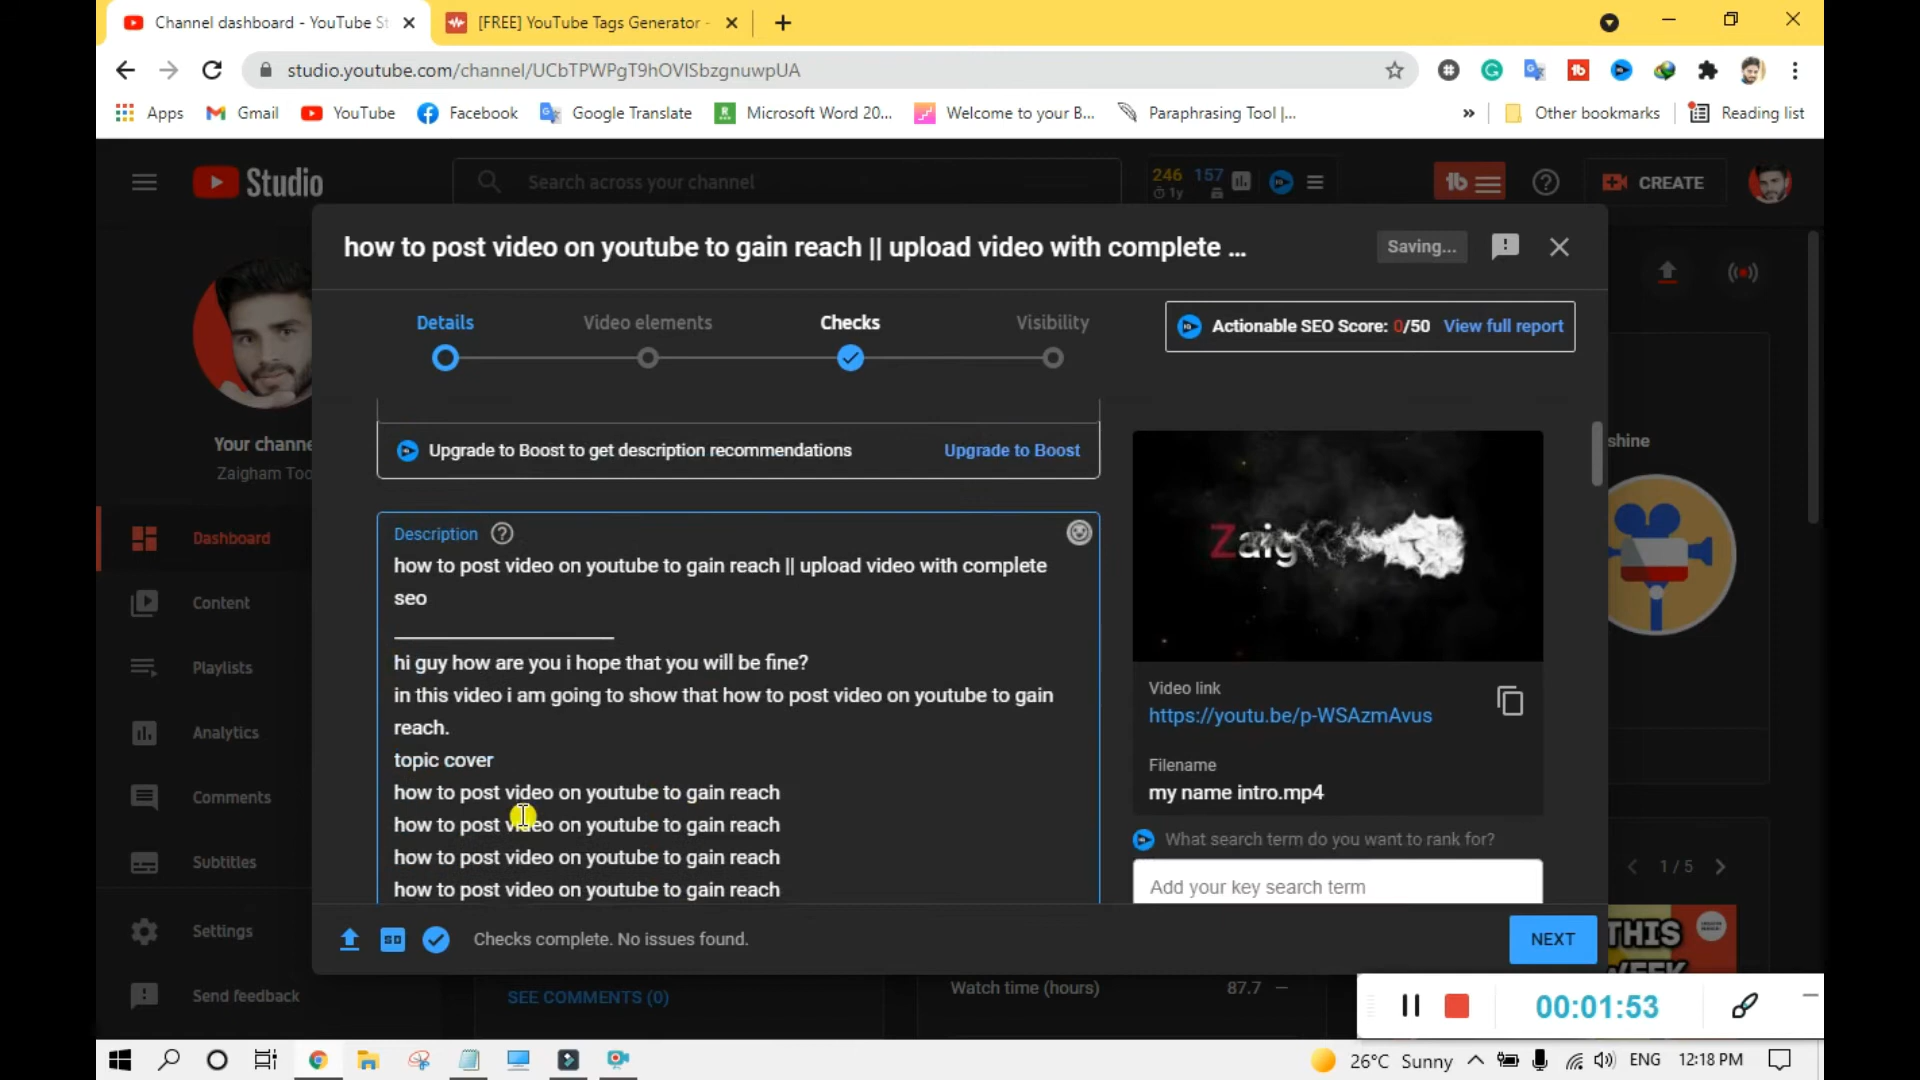 Channel dashboard - YouTube St
[FREE] YouTube Tags Generator -
studio.youtube.com/channel/UCbTPWPgT9hOVISbzgnuwpUA
Apps
Gmail
YouTube
Facebook
Google Translate
Microsoft Word 20...
Welcome to your B...
Paraphrasing Tool |...
»
Other bookmarks
Reading list
Studio
Search across your channel
246
1y
157
CREATE
how to post video on youtube to gain reach || upload video with complete ...
Saving...
Details
Video elements
Checks
Visibility
Actionable SEO Score: 0/50 View full report
Upgrade to Boost to get description recommendations
Upgrade to Boost
Description
how to post video on youtube to gain reach || upload video with complete
seo
____________________
hi guy how are you i hope that you will be fine?
in this video i am going to show that how to post video on youtube to gain
reach.
topic cover
how to post video on youtube to gain reach
how to post video on youtube to gain reach
how to post video on youtube to gain reach
how to post video on youtube to gain reach
Zaig
Video link
https://youtu.be/p-WSAzmAvus
Filename
my name intro.mp4
What search term do you want to rank for?
Add your key search term
Checks complete. No issues found.
SD
NEXT
Your channe
Zaigham Too
Dashboard
Content
Playlists
Analytics
Comments
Subtitles
Settings
Send feedback
shine
1 / 5
THIS
WEEK
SEE COMMENTS (0)
Watch time (hours)
87.7 —
00:01:53
26°C Sunny
ENG
12:18 PM